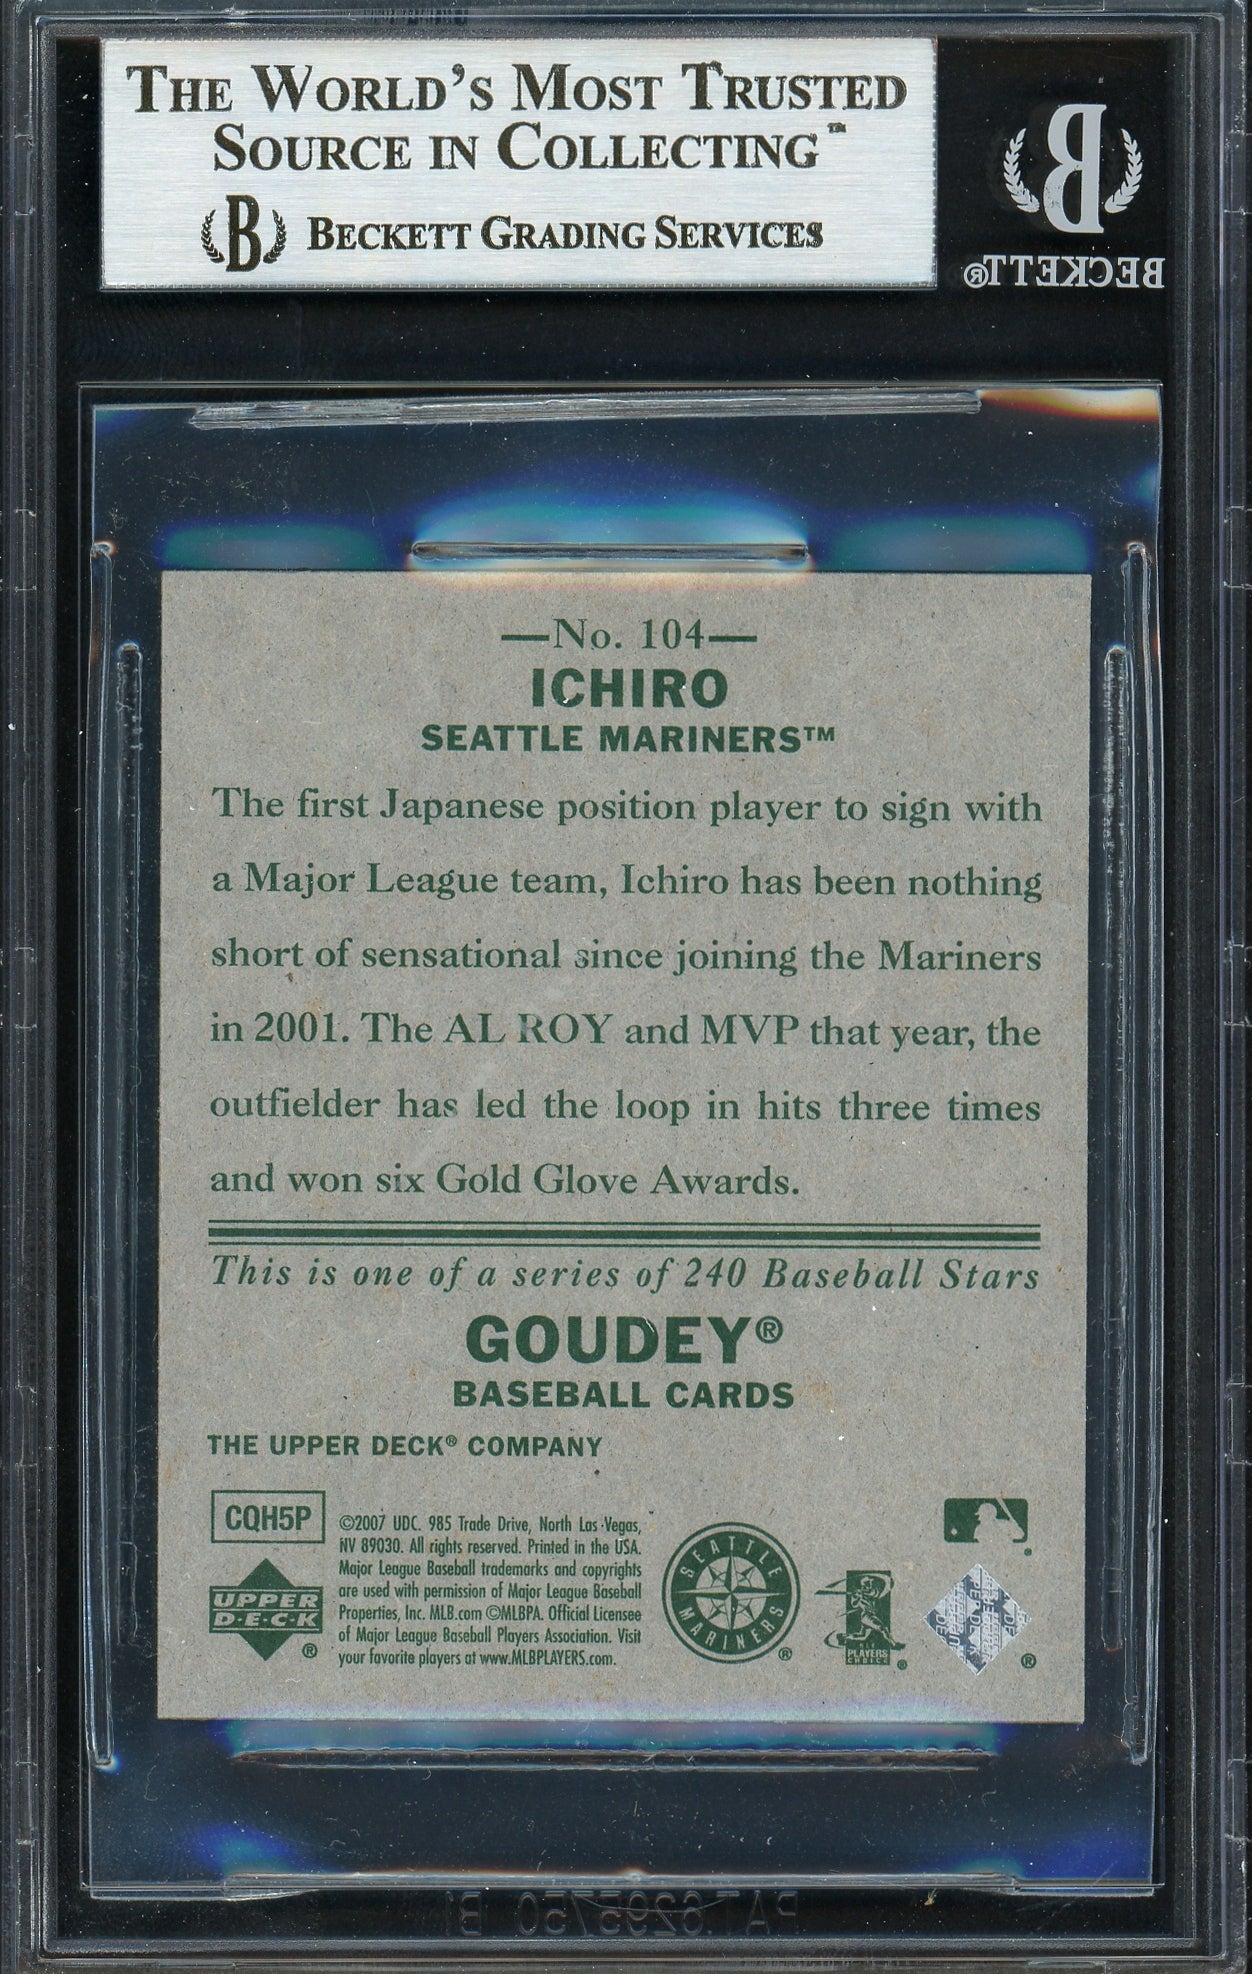 THE WORLD'S MOST TRUSTED
SOURCE IN COLLECTING™
B BECKETT GRADING SERVICES
B
BECKETT®
—No. 104—
ICHIRO
SEATTLE MARINERS™
The first Japanese position player to sign with
a Major League team, Ichiro has been nothing
short of sensational since joining the Mariners
in 2001. The AL ROY and MVP that year, the
outfielder has led the loop in hits three times
and won six Gold Glove Awards.
This is one of a series of 240 Baseball Stars
GOUDEY®
BASEBALL CARDS
THE UPPER DECK® COMPANY
CQH5P
UPPER
D·E·C·K
®
©2007 UDC. 985 Trade Drive, North Las Vegas,
NV 89030. All rights reserved. Printed in the USA.
Major League Baseball trademarks and copyrights
are used with permission of Major League Baseball
Properties, Inc. MLB.com ©MLBPA. Official Licensee
of Major League Baseball Players Association. Visit
your favorite players at www.MLBPLAYERS.com.
SEATTLE
MARINERS
®
PLAYERS
CHOICE
®
®
®
PAT.6295750 B1